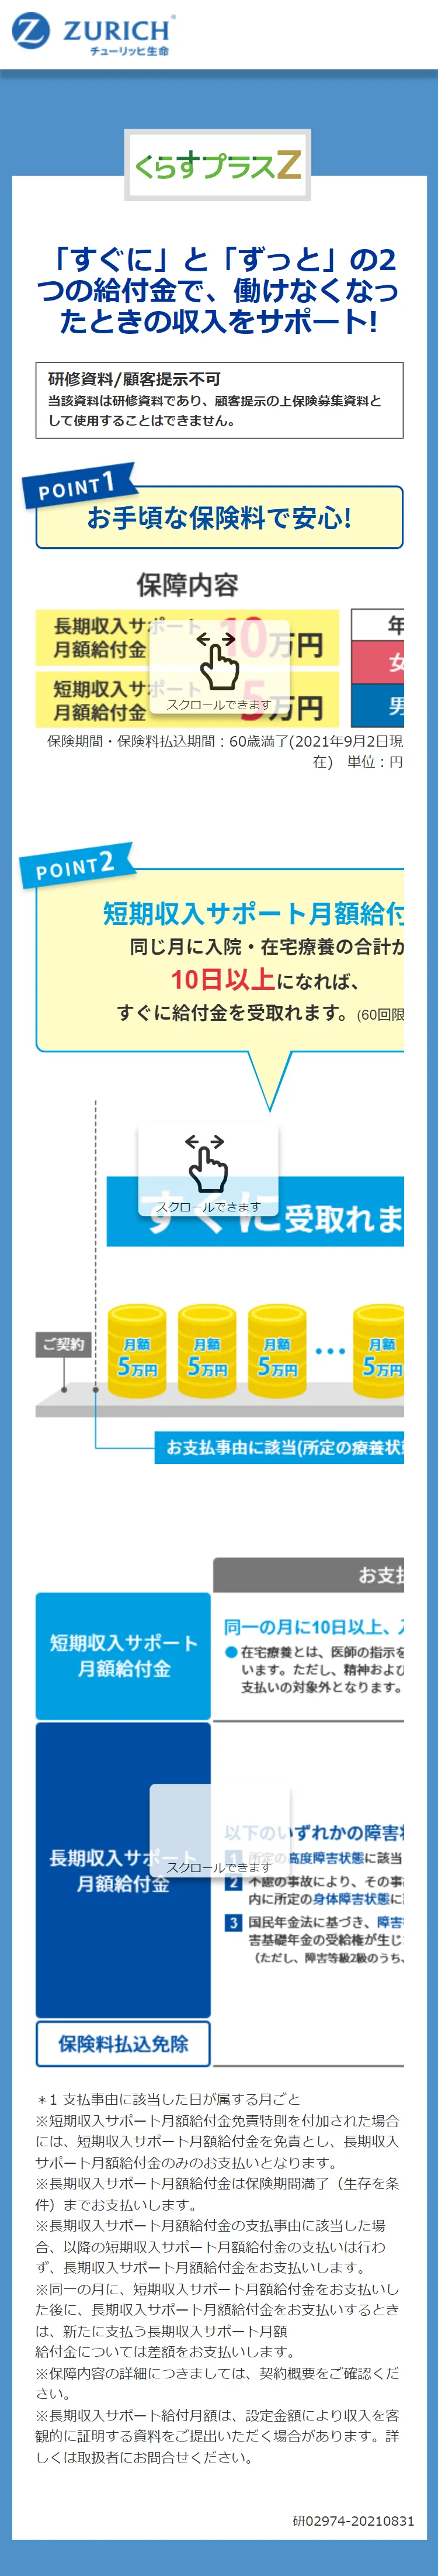 ZURICH®
チューリッヒ生命
くらすプラスZ
「すぐに」と「ずっと」の2
つの給付金で、働けなくなっ
たときの収入をサポート!
研修資料/顧客提示不可
当該資料は研修資料であり、顧客提示の上保険募集資料と
して使用することはできません。
POINT1
お手頃な保険料で安心!
保障内容
長期収入サポート
月額給付金
10万円
年
女
男
スクロールできます
短期収入サポート
月額給付金
5万円
保険期間・保険料払込期間:60歳満了(2021年9月2日現
在) 単位:円
POINT2
短期収入サポート月額給付
同じ月に入院・在宅療養の合計が
10日以上になれば、
すぐに給付金を受取れます。(60回限
スクロールできます
すぐに受取れま
ご契約
月額
5万円
月額
5万円
月額
5万円
…
月額
5万円
お支払事由に該当(所定の療養状
お支
短期収入サポート
月額給付金
同一の月に10日以上、
●在宅療養とは、医師の指示を
います。ただし、精神および
支払いの対象外となります。
長期収入サポート
月額給付金
スクロールできます
以下のいずれかの障害
1 所定の高度障害状態に該当
2 不慮の事故により、その事
内に所定の身体障害状態に
3 国民年金法に基づき、障害
害基礎年金の受給権が生じ
(ただし、障害等級2級のうち、
保険料払込免除
*1 支払事由に該当した日が属する月ごと
※短期収入サポート月額給付金免責特則を付加された場合
には、短期収入サポート月額給付金を免責とし、長期収入
サポート月額給付金のみのお支払いとなります。
※長期収入サポート月額給付金は保険期間満了(生存を条
件)までお支払いします。
※長期収入サポート月額給付金の支払事由に該当した場
合、以降の短期収入サポート月額給付金の支払いは行わ
ず、長期収入サポート月額給付金をお支払いします。
※同一の月に、短期収入サポート月額給付金をお支払いし
た後に、長期収入サポート月額給付金をお支払いするとき
は、新たに支払う長期収入サポート月額
給付金については差額をお支払いします。
※保障内容の詳細につきましては、契約概要をご確認くだ
さい。
※長期収入サポート給付月額は、設定金額により収入を客
観的に証明する資料をご提出いただく場合があります。詳
しくは取扱者にお問合せください。
研02974-20210831